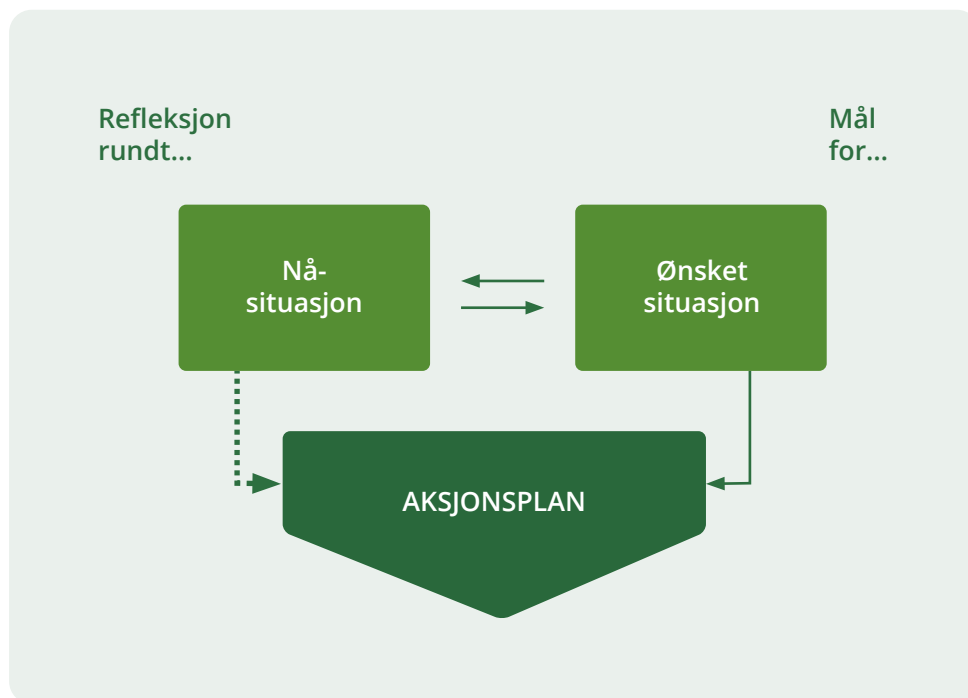 Refleksjon
rundt...
Mål
for...
Nå-
situasjon
Ønsket
situasjon
AKSJONSPLAN